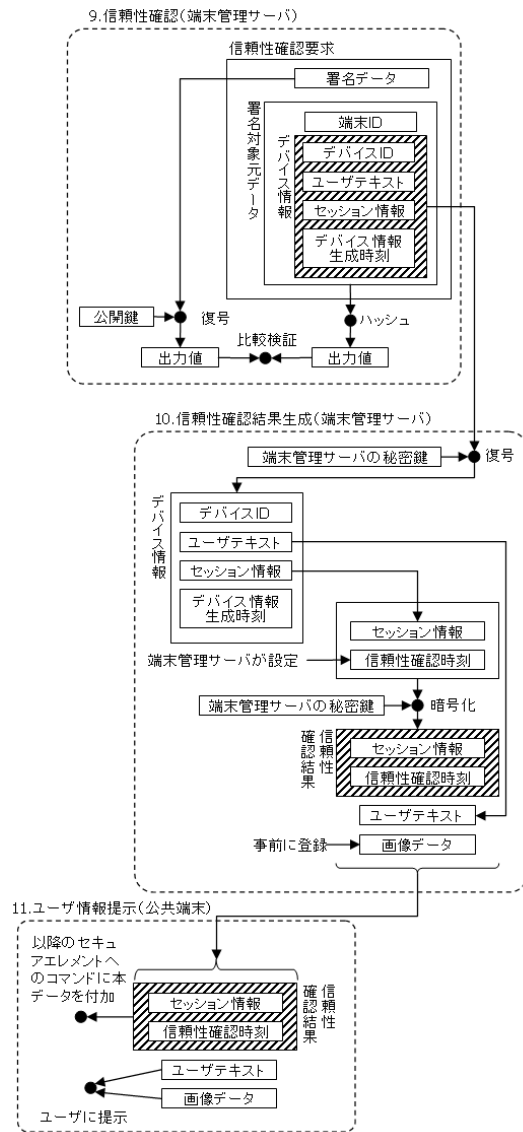 9.信頼性確認(端末管理サーバ)
信頼性確認要求
署名データ
署名対象元データ
端末ID
デバイス情報
デバイスID
ユーザテキスト
セッション情報
デバイス情報
生成時刻
公開鍵
復号
ハッシュ
比較検証
出力値
出力値
10.信頼性確認結果生成(端末管理サーバ)
端末管理サーバの秘密鍵
復号
デバイス情報
デバイスID
ユーザテキスト
セッション情報
デバイス情報
生成時刻
セッション情報
端末管理サーバが設定
信頼性確認時刻
端末管理サーバの秘密鍵
暗号化
信頼性
確認結果
セッション情報
信頼性確認時刻
ユーザテキスト
事前に登録
画像データ
11.ユーザ情報提示(公共端末)
以降のセキュ
アエレメントへ
のコマンドに本
データを付加
セッション情報
信頼性確認時刻
信頼性
確認結果
ユーザテキスト
画像データ
ユーザに提示